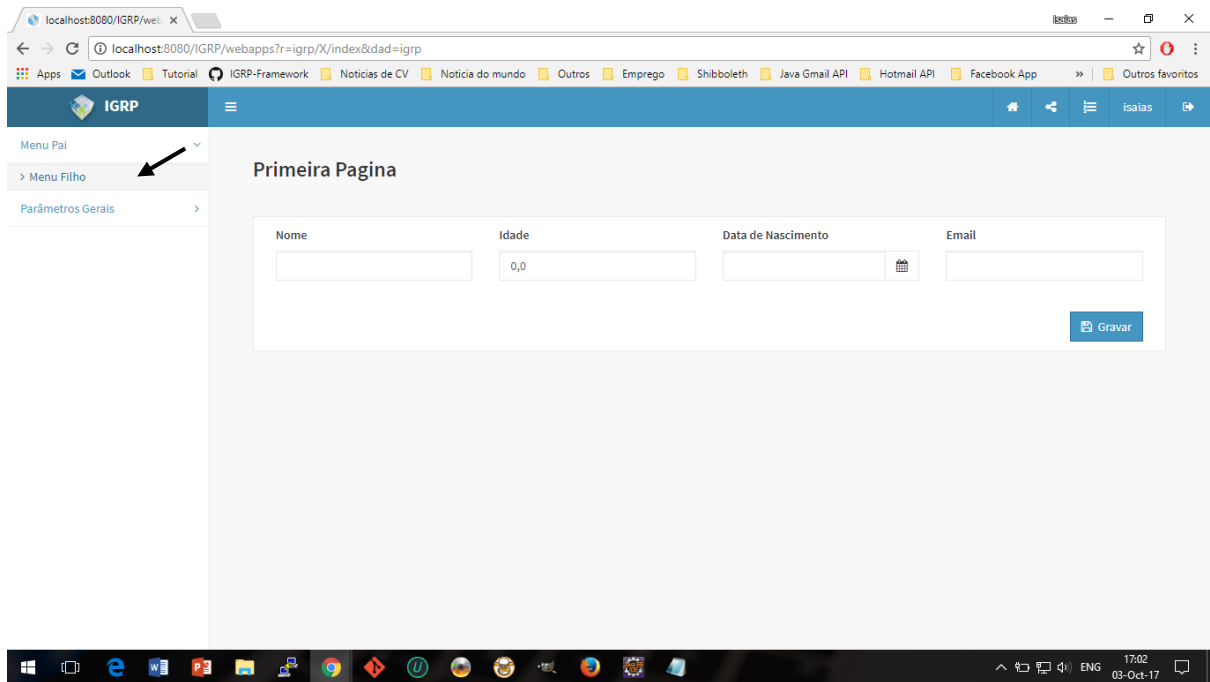 localhost:8080/IGRP/web
Isaias
localhost:8080/IGRP/webapps?r=igrp/X/index&dad=igrp
Apps Outlook Tutorial IGRP-Framework Noticias de CV Noticia do mundo Outros Emprego Shibboleth Java Gmail API Hotmail API Facebook App » Outros favoritos
IGRP
isaias
Menu Pai
> Menu Filho
Parâmetros Gerais
Primeira Pagina
Nome Idade Data de Nascimento Email
0,0
Gravar
ENG
17:02
03-Oct-17